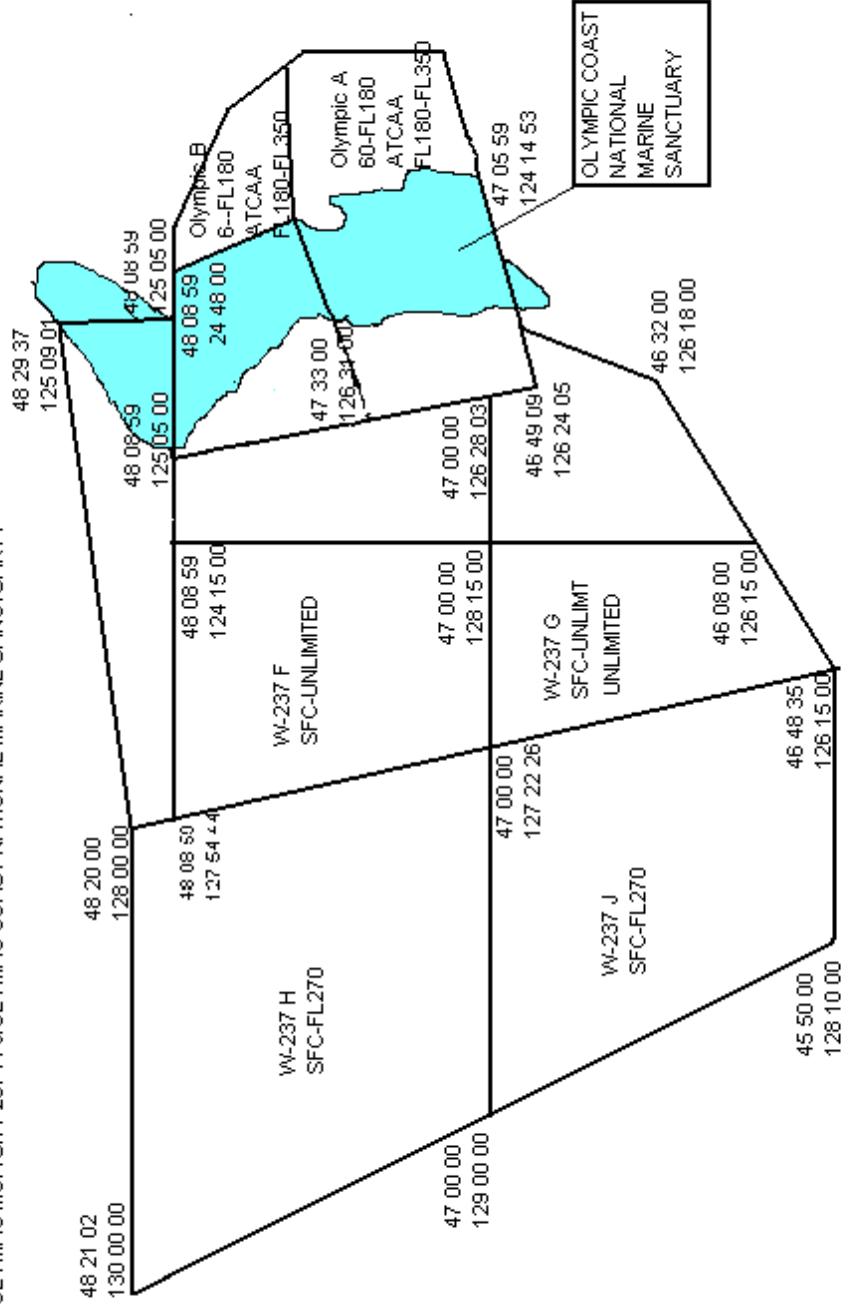 48 29 37
125 09 01
48 21 02
130 00 00
48 20 00
128 00 00
48 08 59
125 05 00
48 08 59
125 05 00
48 08 59
124 15 00
48 08 59
24 48 00
Olympic B
6--FL180
ATCAA
FL180-FL350
127 54 44
W-237 H
SFC-FL270
W-237 F
SFC-UNLIMITED
47 33 00
126 31 00
Olympic A
60-FL180
ATCAA
FL180-FL350
47 00 00
129 00 00
47 00 00
128 15 00
47 00 00
126 28 03
47 00 00
127 22 26
47 05 59
124 14 53
46 49 09
126 24 05
W-237 J
SFC-FL270
W-237 G
SFC-UNLIMT
UNLIMITED
OLYMPIC COAST
NATIONAL
MARINE
SANCTUARY
46 32 00
126 18 00
46 08 00
126 15 00
46 48 35
126 15 00
45 50 00
128 10 00